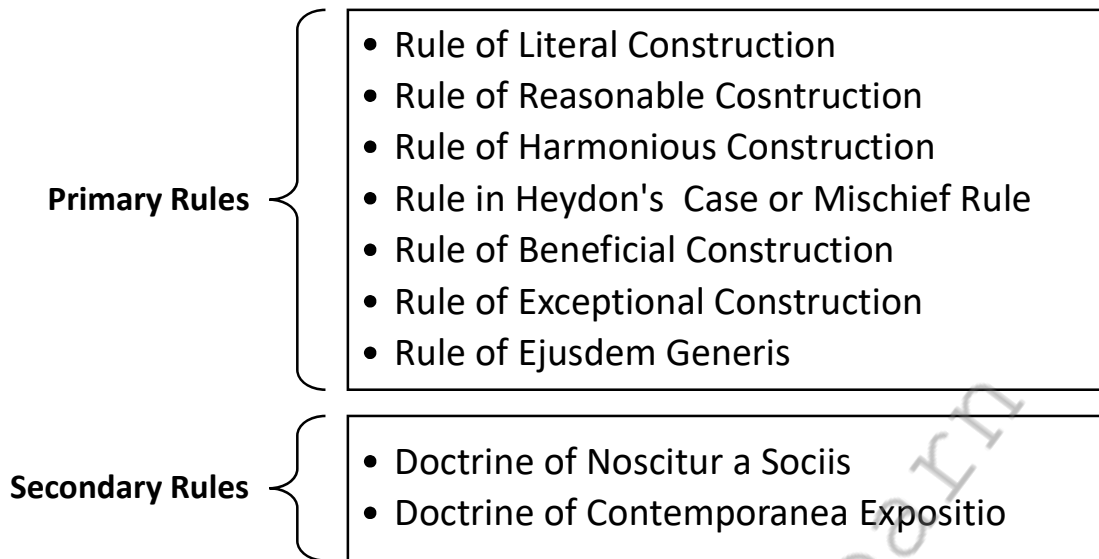 Primary Rules
• Rule of Literal Construction
• Rule of Reasonable Cosntruction
• Rule of Harmonious Construction
• Rule in Heydon's  Case or Mischief Rule
• Rule of Beneficial Construction
• Rule of Exceptional Construction
• Rule of Ejusdem Generis
Secondary Rules
• Doctrine of Noscitur a Sociis
• Doctrine of Contemporanea Expositio